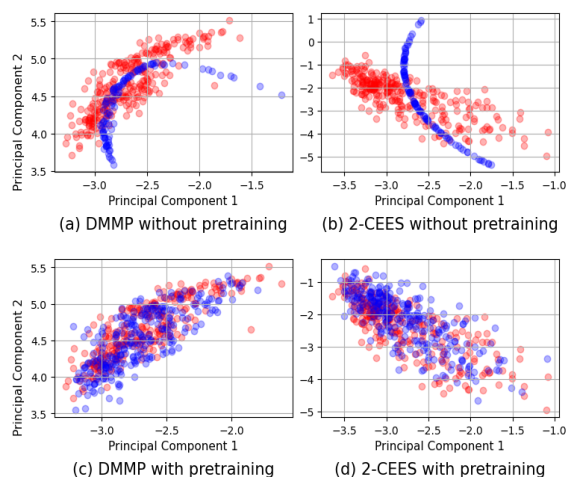 5.5
5.0
4.5
4.0
3.5
Principal Component 2
−3.0 −2.5 −2.0 −1.5
Principal Component 1
(a) DMMP without pretraining
1
0
−1
−2
−3
−4
−5
−3.5 −3.0 −2.5 −2.0 −1.5 −1.0
Principal Component 1
(b) 2-CEES without pretraining
5.5
5.0
4.5
4.0
3.5
Principal Component 2
−3.0 −2.5 −2.0
Principal Component 1
(c) DMMP with pretraining
−1
−2
−3
−4
−5
−3.5 −3.0 −2.5 −2.0 −1.5 −1.0
Principal Component 1
(d) 2-CEES with pretraining